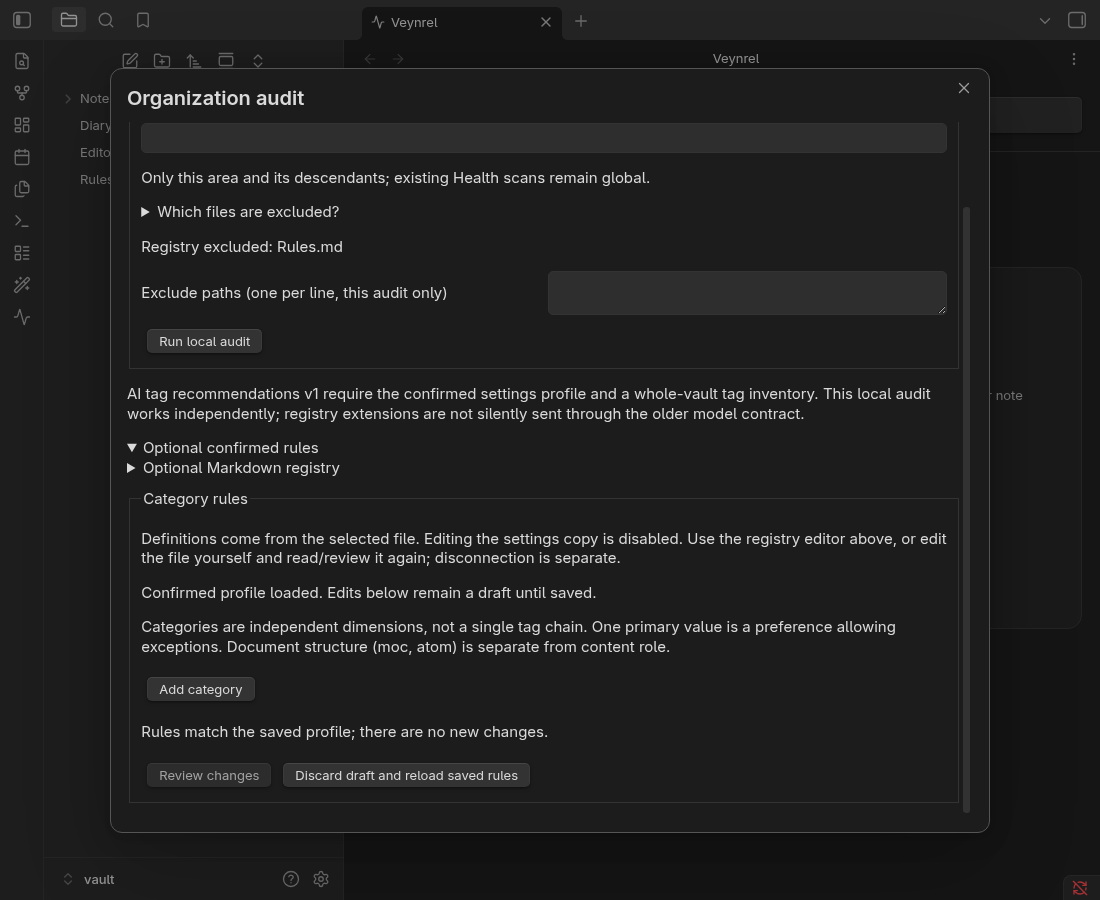 Veynrel
Veynrel
Note
Diary
Edito
Rules
Organization audit
Only this area and its descendants; existing Health scans remain global.
Which files are excluded?
Registry excluded: Rules.md
Exclude paths (one per line, this audit only)
Run local audit
AI tag recommendations v1 require the confirmed settings profile and a whole-vault tag inventory. This local audit
works independently; registry extensions are not silently sent through the older model contract.
Optional confirmed rules
Optional Markdown registry
Category rules
Definitions come from the selected file. Editing the settings copy is disabled. Use the registry editor above, or edit
the file yourself and read/review it again; disconnection is separate.
Confirmed profile loaded. Edits below remain a draft until saved.
Categories are independent dimensions, not a single tag chain. One primary value is a preference allowing
exceptions. Document structure (moc, atom) is separate from content role.
Add category
Rules match the saved profile; there are no new changes.
Review changes
Discard draft and reload saved rules
note
vault